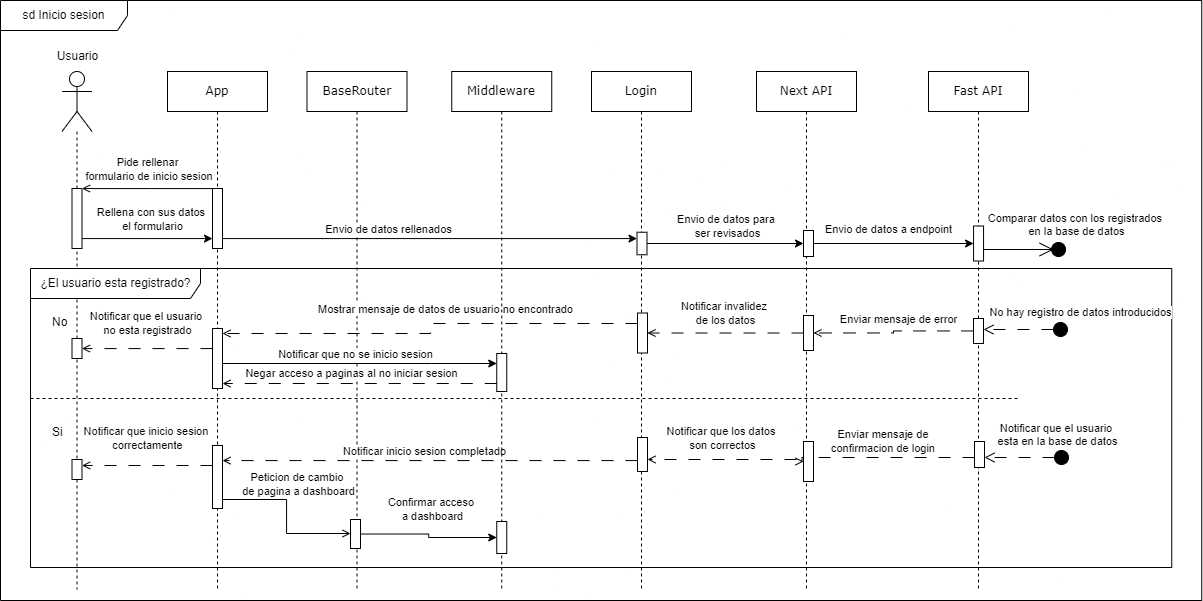 sd Inicio sesion
Usuario
App
BaseRouter
Middleware
Login
Next API
Fast API
Pide rellenar
formulario de inicio sesion
Rellena con sus datos
el formulario
Envio de datos rellenados
Envio de datos para
ser revisados
Envio de datos a endpoint
Comparar datos con los registrados
en la base de datos
¿El usuario esta registrado?
No
Notificar que el usuario
no esta registrado
Mostrar mensaje de datos de usuario no encontrado
Notificar invalidez
de los datos
Enviar mensaje de error
No hay registro de datos introducidos
Notificar que no se inicio sesion
Negar acceso a paginas al no iniciar sesion
Si
Notificar que inicio sesion
correctamente
Notificar inicio sesion completado
Notificar que los datos
son correctos
Enviar mensaje de
confirmacion de login
Notificar que el usuario
esta en la base de datos
Peticion de cambio
de pagina a dashboard
Confirmar acceso
a dashboard